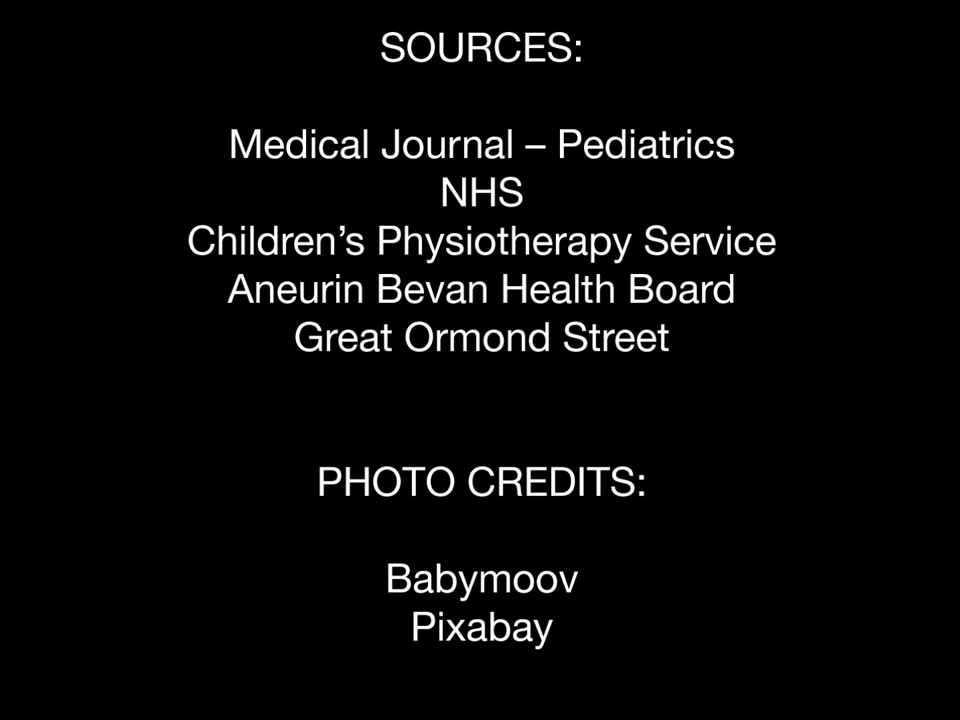 SOURCES:
Medical Journal – Pediatrics
NHS
Children’s Physiotherapy Service
Aneurin Bevan Health Board
Great Ormond Street
PHOTO CREDITS:
Babymoov
Pixabay